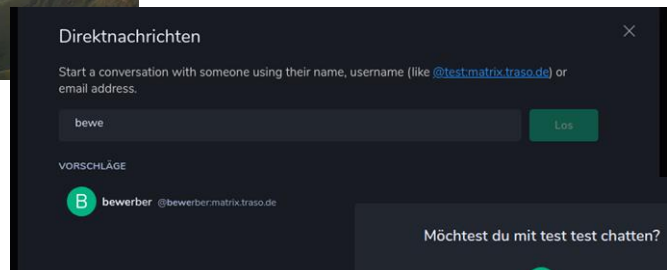 Direktnachrichten
Start a conversation with someone using their name, username (like @test:matrix.traso.de) or
email address.
bewe
Los
VORSCHLÄGE
B bewerber @bewerber:matrix.traso.de
Möchtest du mit test test chatten?